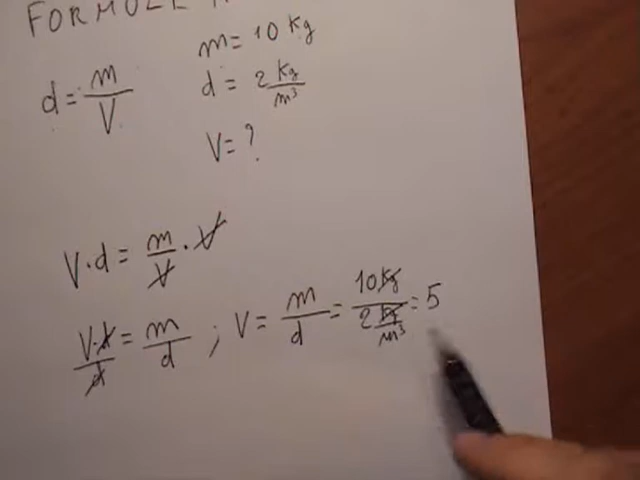 FORMULE
m = 10 Kg
d = m/V
d = 2 Kg/m³
V = ?
V·d = m/V · V
V·d/d = m/d ; V = m/d = 10 Kg / 2 Kg/m³ = 5